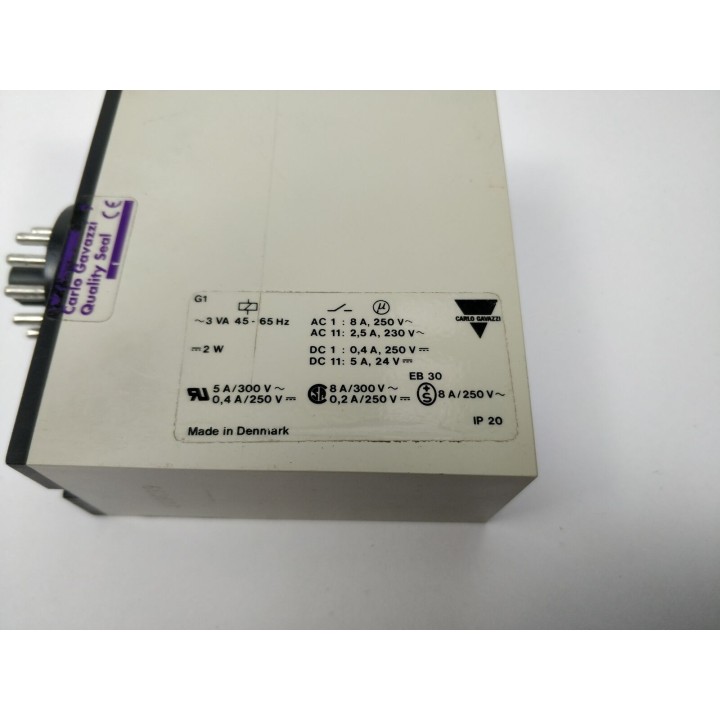 Carlo Gavazzi
Quality Seal
CE
G1
µ
~3 VA 45 - 65 Hz
AC 1 : 8 A, 250 V~
AC 11: 2,5 A, 230 V~
CARLO GAVAZZI
⎓2 W
DC 1 : 0,4 A, 250 V⎓
DC 11: 5 A, 24 V⎓
EB 30
5 A/300 V~
0,4 A/250 V⎓
8 A/300 V~
0,2 A/250 V⎓
8 A/250 V~
Made in Denmark
IP 20